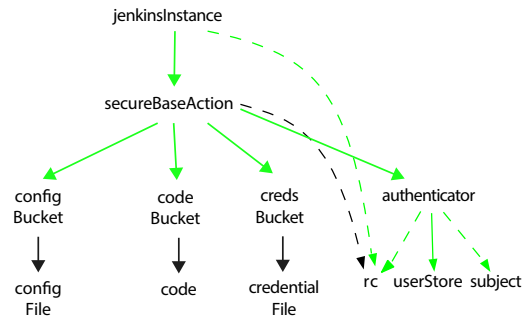 jenkinsInstance
secureBaseAction
config
Bucket
code
Bucket
creds
Bucket
authenticator
config
File
code
credential
File
rc
userStore
subject